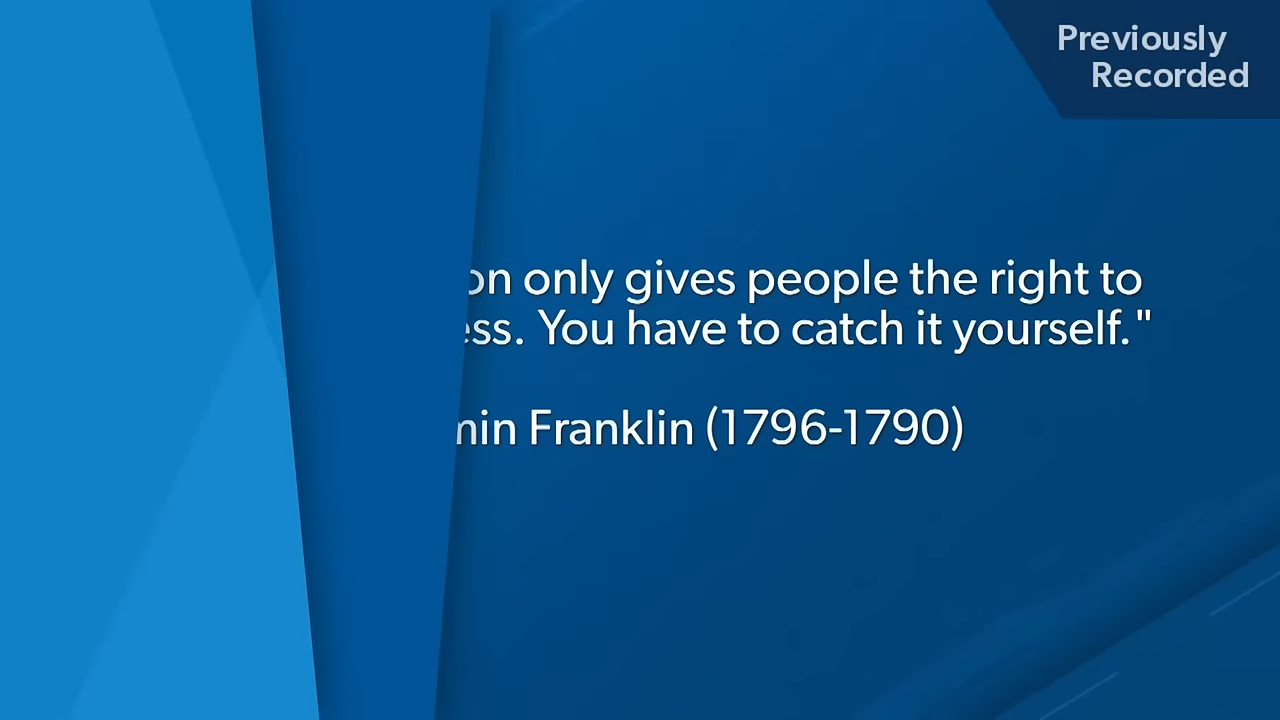 Previously
Recorded
on only gives people the right to
ess. You have to catch it yourself."
min Franklin (1796-1790)